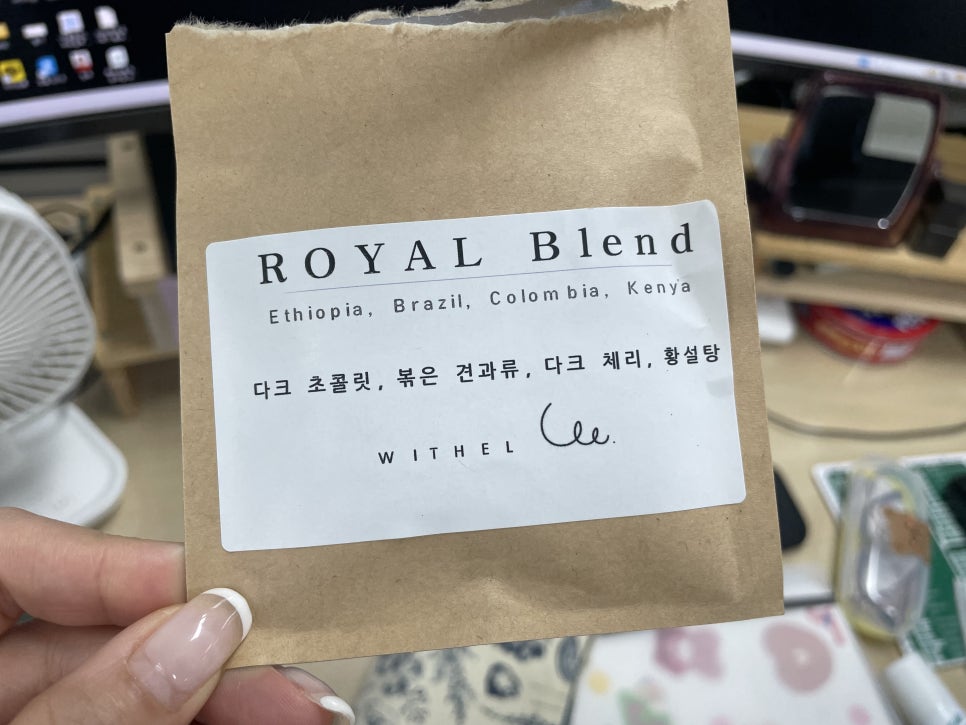 ROYAL Blend
Ethiopia, Brazil, Colombia, Kenya
다크 초콜릿, 볶은 견과류, 다크 체리, 황설탕
WITHEL